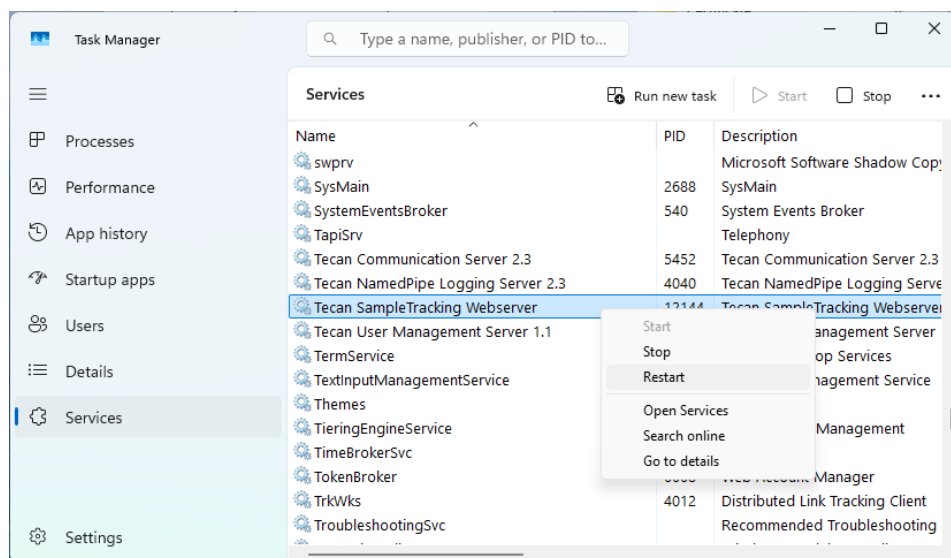 Task Manager
Type a name, publisher, or PID to...
Services
Run new task
Start
Stop
Processes
Performance
App history
Startup apps
Users
Details
Services
Settings
Name PID Description
swprv Microsoft Software Shadow Copy
SysMain 2688 SysMain
SystemEventsBroker 540 System Events Broker
TapiSrv Telephony
Tecan Communication Server 2.3 5452 Tecan Communication Server 2.3
Tecan NamedPipe Logging Server 2.3 4040 Tecan NamedPipe Logging Serve
Tecan SampleTracking Webserver 12144 Tecan SampleTracking Webserver
Tecan User Management Server 1.1 anagement Server
TermService op Services
TextInputManagementService nagement Service
Themes
TieringEngineService Management
TimeBrokerSvc
TokenBroker Manager
TrkWks 4012 Distributed Link Tracking Client
TroubleshootingSvc Recommended Troubleshooting
Start
Stop
Restart
Open Services
Search online
Go to details